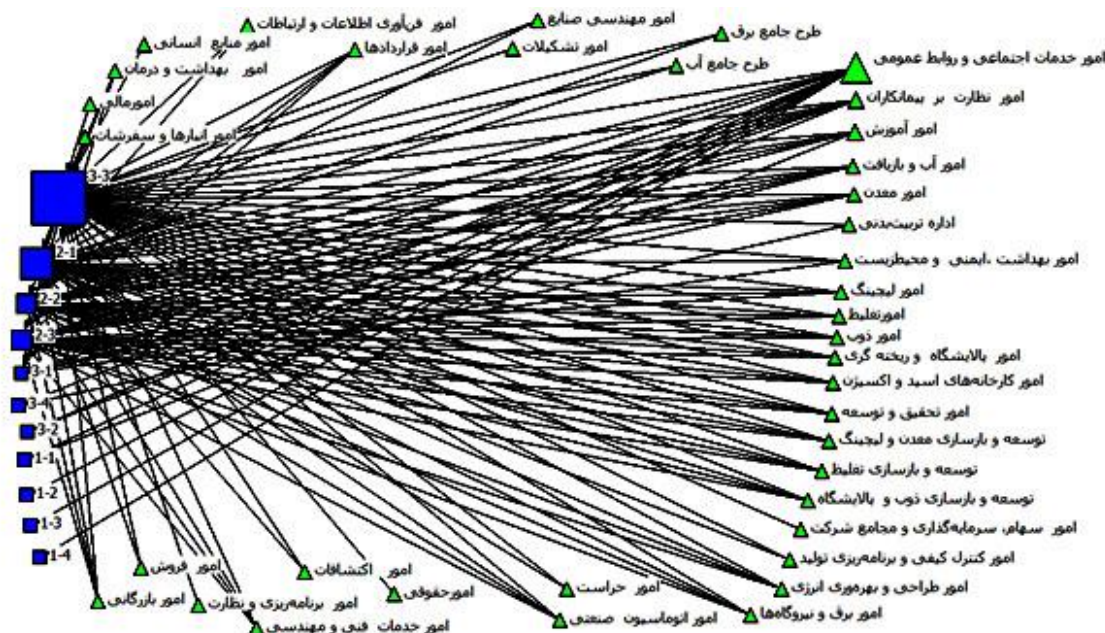 امور فن‌آوری اطلاعات و ارتباطات
امور منابع انسانی
امور قراردادها
امور تشکیلات
امور مهندسی صنایع
طرح جامع برق
طرح جامع آب
امور بهداشت و درمان
امورمالی
امور انبارها و سفرشات
امور خدمات اجتماعی و روابط عمومی
امور نظارت بر پیمانکاران
امور آموزش
امور آب و بازیافت
امور معدن
اداره تربیت‌بدنی
امور بهداشت ،ایمنی و محیط‌زیست
امور لیچینگ
امورتغلیظ
امور ذوب
امور پالایشگاه و ریخته گری
امور کارخانه‌های اسید و اکسیژن
امور تحقیق و توسعه
توسعه و بازسازی معدن و لیچینگ
توسعه و بازسازی تغلیظ
توسعه و بازسازی ذوب و پالایشگاه
امور سهام، سرمایه‌گذاری و مجامع شرکت
امور کنترل کیفی و برنامه‌ریزی تولید
امور طراحی و بهره‌وری انرژی
امور برق و نیروگاه‌ها
امور حراست
امور اتوماسیون صنعتی
امورحقوقی
امور اکتشافات
امور خدمات فنی و مهندسی
امور برنامه‌ریزی و نظارت
امور فروش
امور بازرگانی
3-3
2-1
2-2
2-3
3-1
3-4
3-2
1-1
1-2
1-3
1-4